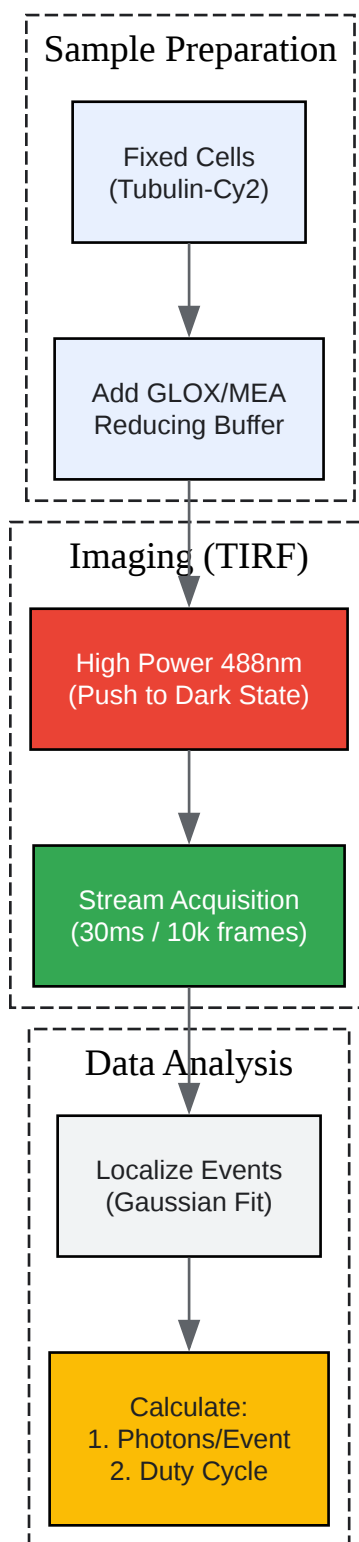 Sample Preparation
Fixed Cells
(Tubulin-Cy2)
Add GLOX/MEA
Reducing Buffer
Imaging (TIRF)
High Power 488nm
(Push to Dark State)
Stream Acquisition
(30ms / 10k frames)
Data Analysis
Localize Events
(Gaussian Fit)
Calculate:
1. Photons/Event
2. Duty Cycle